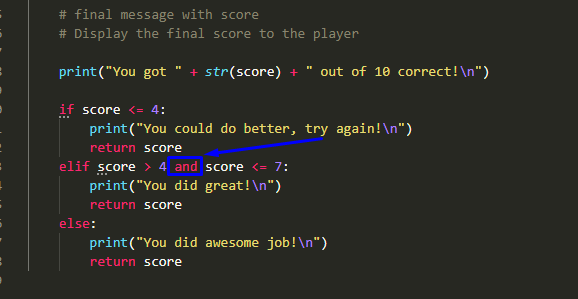 # final message with score
# Display the final score to the player
print("You got " + str(score) + " out of 10 correct!\n")
if score <= 4:
print("You could do better, try again!\n")
return score
elif score > 4 and score <= 7:
print("You did great!\n")
return score
else:
print("You did awesome job!\n")
return score